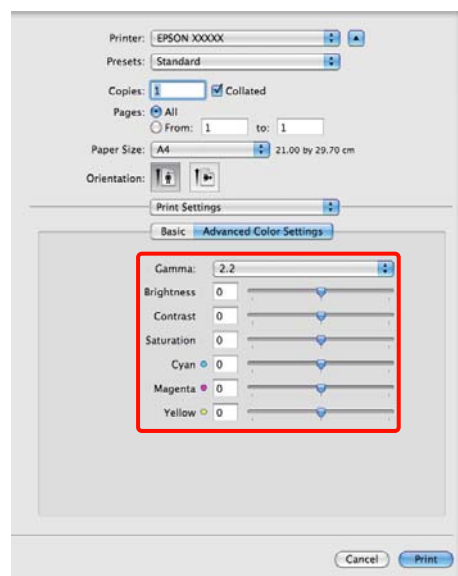 Printer: EPSON XXXXX
Presets: Standard
Copies: 1 Collated
Pages: All
From: 1 to: 1
Paper Size: A4 21.00 by 29.70 cm
Orientation:
Print Settings
Basic Advanced Color Settings
Gamma: 2.2
Brightness 0
Contrast 0
Saturation 0
Cyan 0
Magenta 0
Yellow 0
Cancel Print